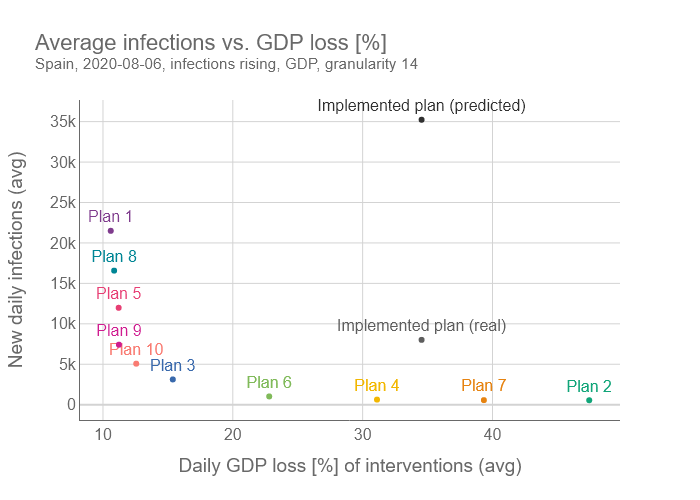 Average infections vs. GDP loss [%]
Spain, 2020-08-06, infections rising, GDP, granularity 14
Implemented plan (predicted)
35k
30k
25k
Plan 1
20k
Plan 8
15k
Plan 5
10k
Implemented plan (real)
Plan 9
Plan 10
5k
Plan 3
Plan 6
Plan 4
Plan 7
Plan 2
0
10
20
30
40
New daily infections (avg)
Daily GDP loss [%] of interventions (avg)